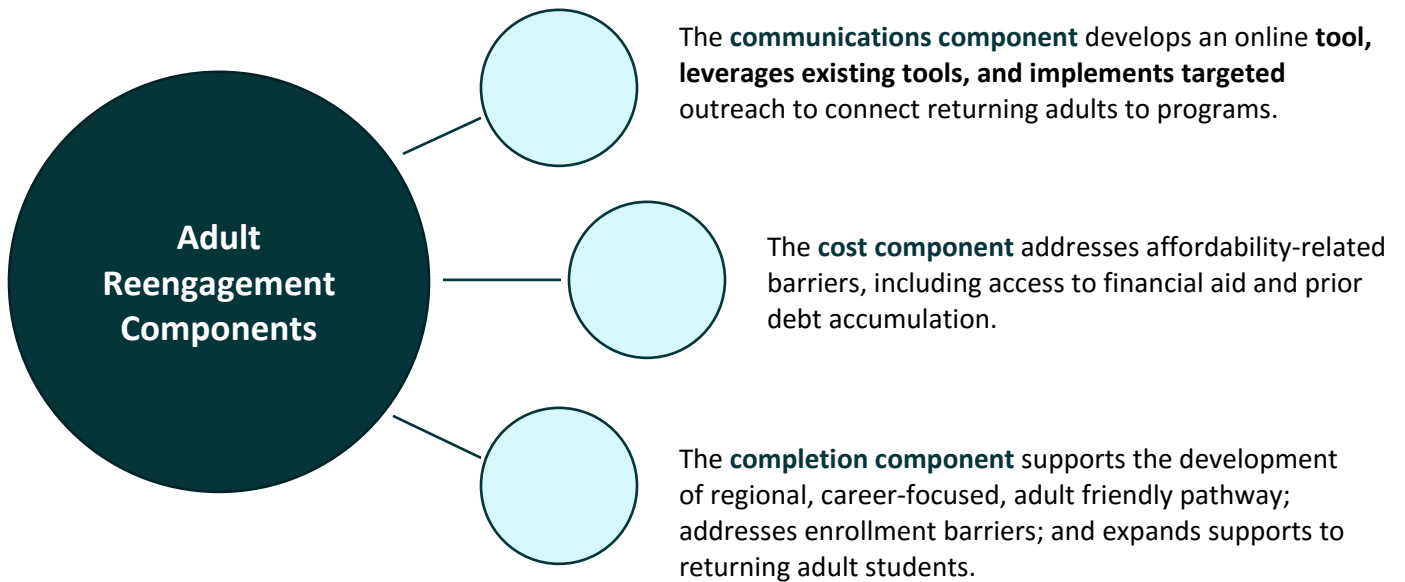 Adult
Reengagement
Components
The communications component develops an online tool,
leverages existing tools, and implements targeted
outreach to connect returning adults to programs.
The cost component addresses affordability-related
barriers, including access to financial aid and prior
debt accumulation.
The completion component supports the development
of regional, career-focused, adult friendly pathway;
addresses enrollment barriers; and expands supports to
returning adult students.